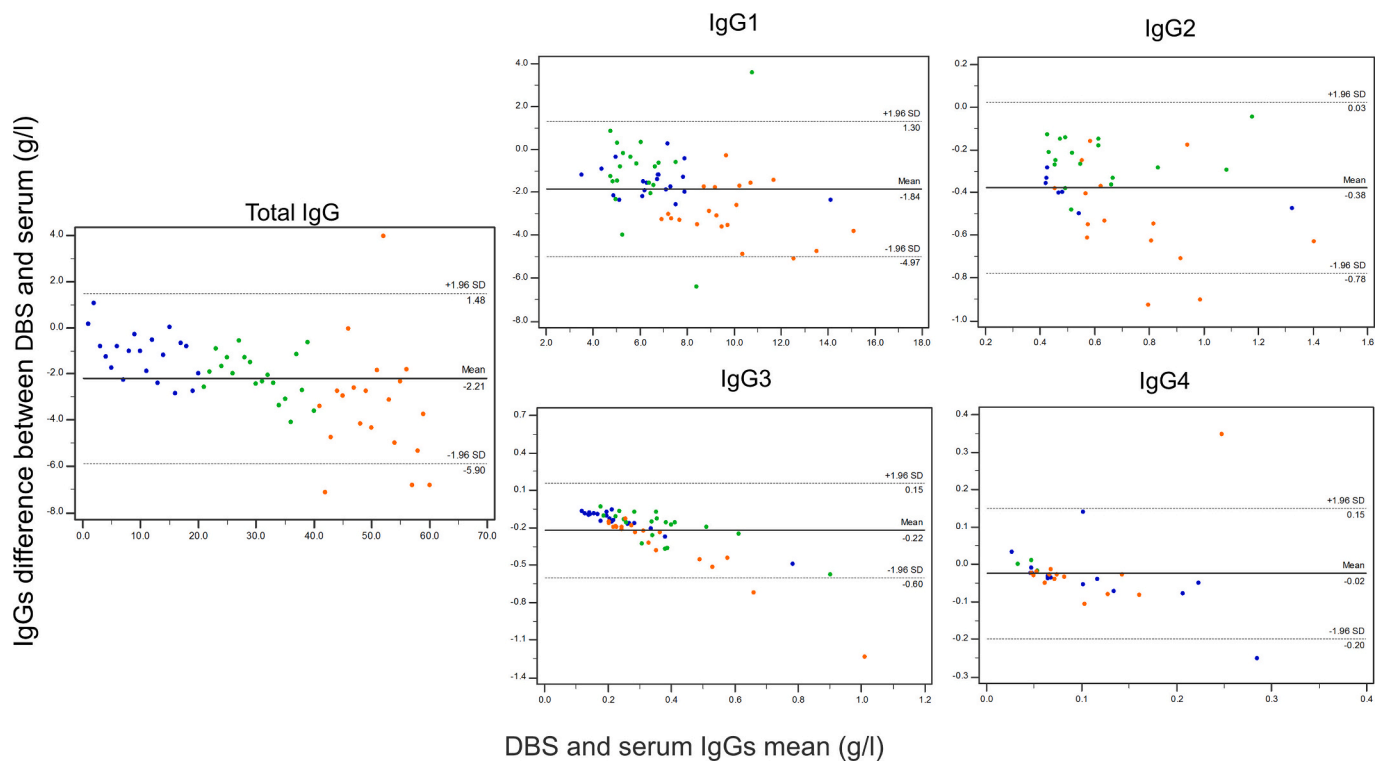 IgGs difference between DBS and serum (g/l)
Total IgG
4.0
2.0
0.0
-2.0
-4.0
-6.0
-8.0
+1.96 SD
1.48
Mean
-2.21
-1.96 SD
-5.90
0.0 10.0 20.0 30.0 40.0 50.0 60.0 70.0
IgG1
4.0
2.0
0.0
-2.0
-4.0
-6.0
-8.0
+1.96 SD
1.30
Mean
-1.84
-1.96 SD
-4.97
2.0 4.0 6.0 8.0 10.0 12.0 14.0 16.0 18.0
IgG2
0.2
0.0
-0.2
-0.4
-0.6
-0.8
-1.0
+1.96 SD
0.03
Mean
-0.38
-1.96 SD
-0.78
0.2 0.4 0.6 0.8 1.0 1.2 1.4 1.6
IgG3
0.7
0.4
0.1
-0.2
-0.5
-0.8
-1.1
-1.4
+1.96 SD
0.15
Mean
-0.22
-1.96 SD
-0.60
0.0 0.2 0.4 0.6 0.8 1.0 1.2
IgG4
0.4
0.3
0.2
0.1
0.0
-0.1
-0.2
-0.3
+1.96 SD
0.15
Mean
-0.02
-1.96 SD
-0.20
0.0 0.1 0.2 0.3 0.4
DBS and serum IgGs mean (g/l)